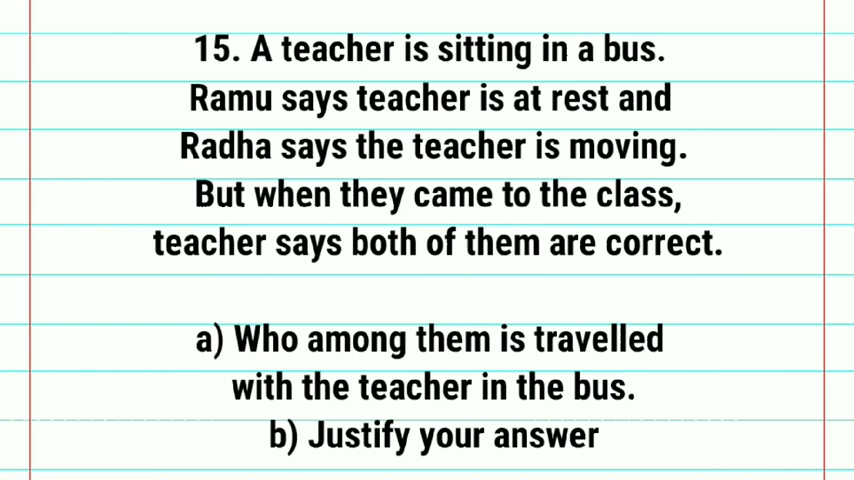 15. A teacher is sitting in a bus.
Ramu says teacher is at rest and
Radha says the teacher is moving.
But when they came to the class,
teacher says both of them are correct.
a) Who among them is travelled
with the teacher in the bus.
b) Justify your answer